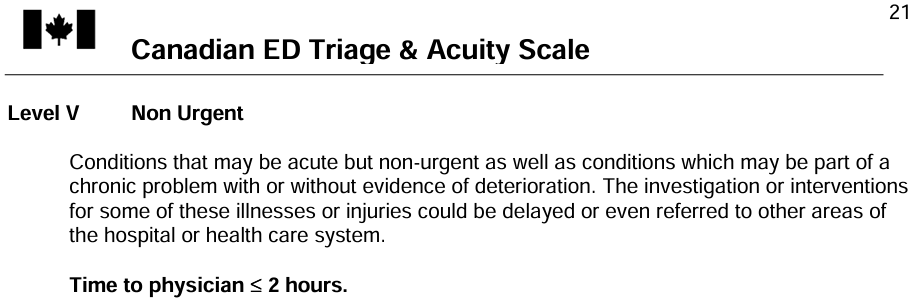 21
Canadian ED Triage & Acuity Scale
Level V Non Urgent
Conditions that may be acute but non-urgent as well as conditions which may be part of a
chronic problem with or without evidence of deterioration. The investigation or interventions
for some of these illnesses or injuries could be delayed or even referred to other areas of
the hospital or health care system.
Time to physician ≤ 2 hours.